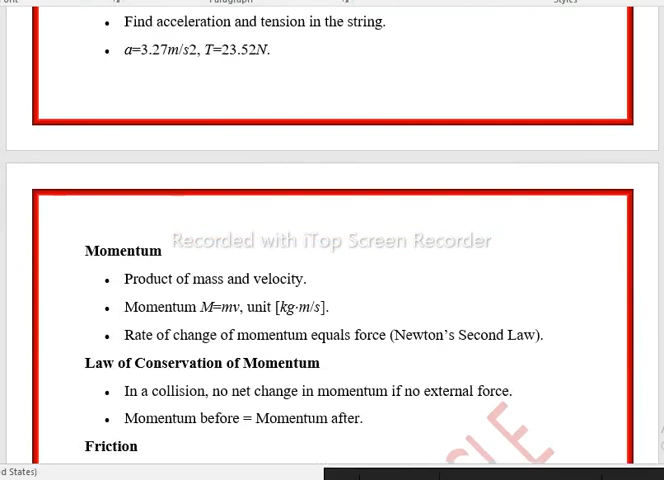 Paragraph
Styles
Find acceleration and tension in the string.
a=3.27m/s2, T=23.52N.
Recorded with iTop Screen Recorder
Momentum
Product of mass and velocity.
Momentum M=mv, unit [kg·m/s].
Rate of change of momentum equals force (Newton's Second Law).
Law of Conservation of Momentum
In a collision, no net change in momentum if no external force.
Momentum before = Momentum after.
Friction
d States)